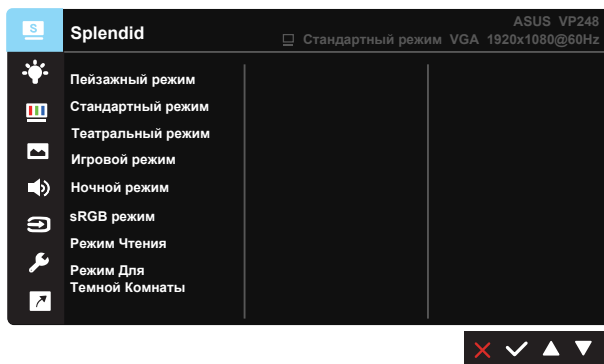 S
Splendid
ASUS VP248
Стандартный режим VGA 1920x1080@60Hz
Пейзажный режим
Стандартный режим
Театральный режим
Игровой режим
Ночной режим
sRGB режим
Режим Чтения
Режим Для
Темной Комнаты